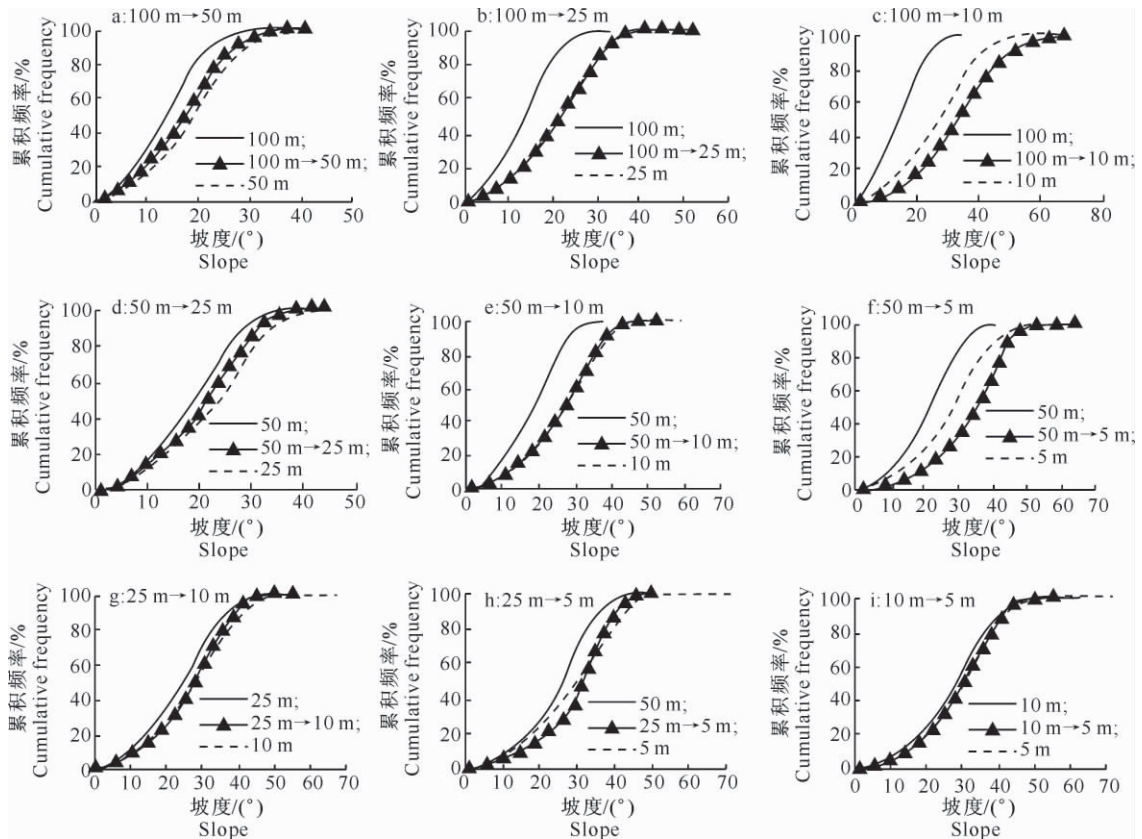 a:100 m→50 m
累积频率/%
Cumulative frequency
100
80
60
40
20
0
100 m;
100 m→50 m;
50 m
0 10 20 30 40 50
坡度/(°)
Slope
b:100 m→25 m
累积频率/%
Cumulative frequency
100
80
60
40
20
0
100 m;
100 m→25 m;
25 m
0 10 20 30 40 50 60
坡度/(°)
Slope
c:100 m→10 m
累积频率/%
Cumulative frequency
100
80
60
40
20
0
100 m;
100 m→10 m;
10 m
0 20 40 60 80
坡度/(°)
Slope
d:50 m→25 m
累积频率/%
Cumulative frequency
100
80
60
40
20
0
50 m;
50 m→25 m;
25 m
0 10 20 30 40 50
坡度/(°)
Slope
e:50 m→10 m
累积频率/%
Cumulative frequency
100
80
60
40
20
0
50 m;
50 m→10 m;
10 m
0 10 20 30 40 50 60 70
坡度/(°)
Slope
f:50 m→5 m
累积频率/%
Cumulative frequency
100
80
60
40
20
0
50 m;
50 m→5 m;
5 m
0 10 20 30 40 50 60 70
坡度/(°)
Slope
g:25 m→10 m
累积频率/%
Cumulative frequency
100
80
60
40
20
0
25 m;
25 m→10 m;
10 m
0 10 20 30 40 50 60 70
坡度/(°)
Slope
h:25 m→5 m
累积频率/%
Cumulative frequency
100
80
60
40
20
0
50 m;
25 m→5 m;
5 m
0 10 20 30 40 50 60 70
坡度/(°)
Slope
i:10 m→5 m
累积频率/%
Cumulative frequency
100
80
60
40
20
0
10 m;
10 m→5 m;
5 m
0 10 20 30 40 50 60 70
坡度/(°)
Slope